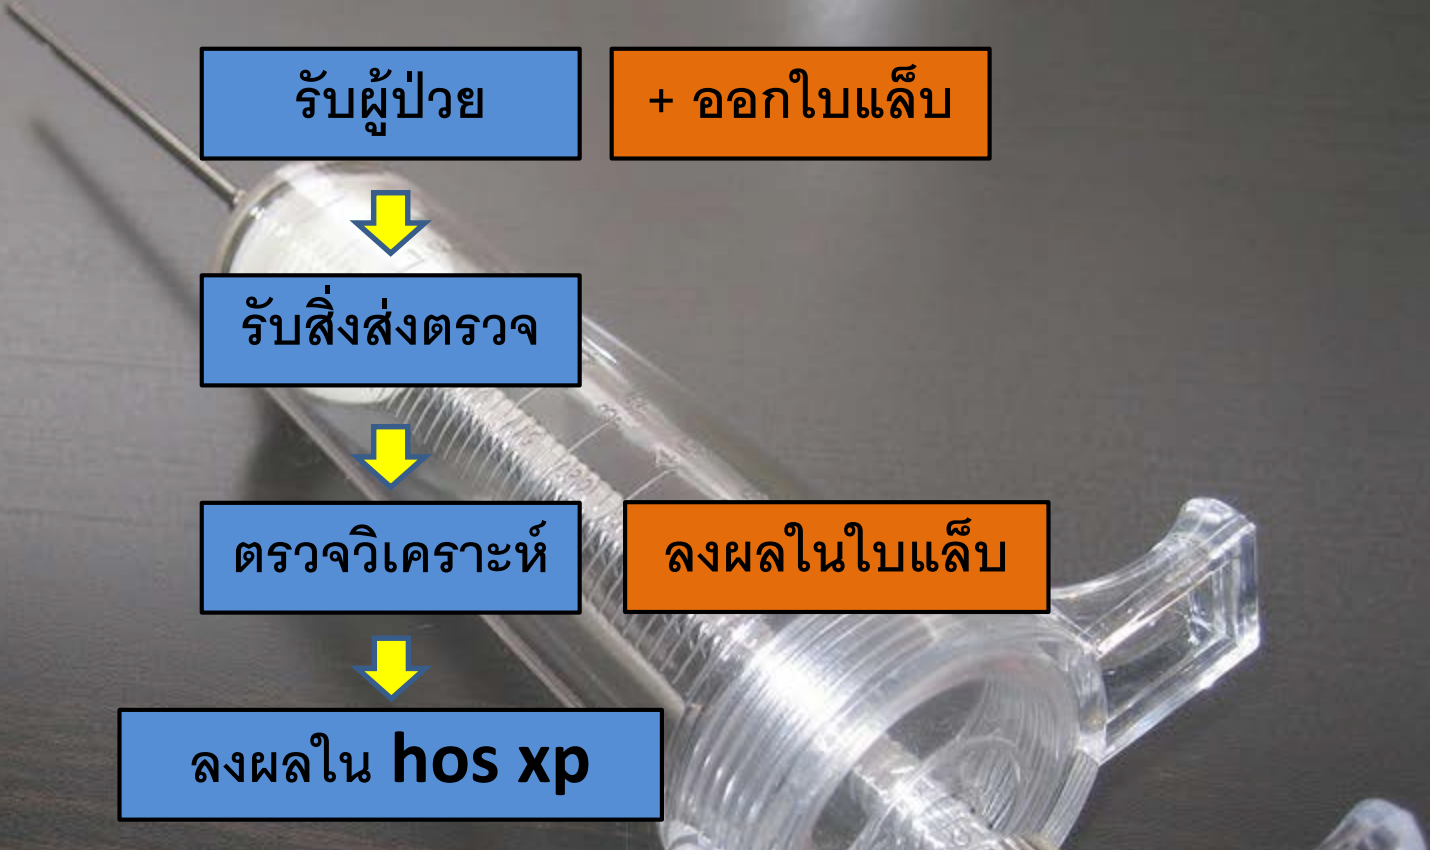 รับผู้ป่วย
+ ออกใบแล็บ
รับสิ่งส่งตรวจ
ตรวจวิเคราะห์
ลงผลในใบแล็บ
ลงผลใน hos xp